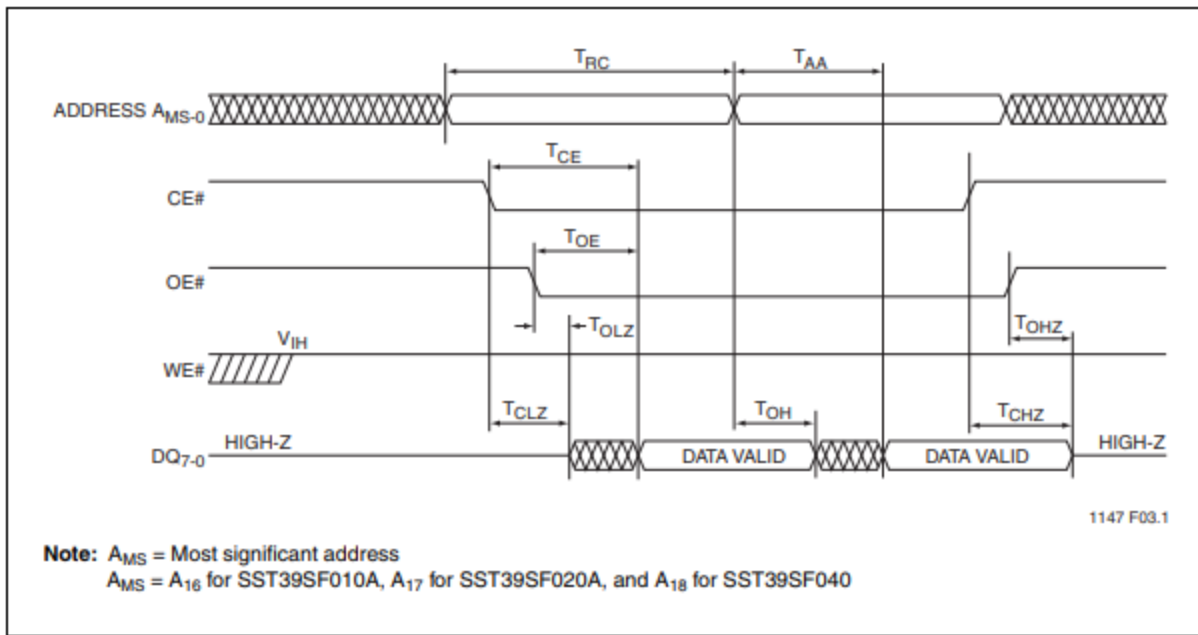 TRC TAA
ADDRESS AMS-0
TCE
CE#
TOE
OE#
TOLZ TOHZ
VIH
WE#
TCLZ TOH TCHZ
HIGH-Z HIGH-Z
DQ7-0 DATA VALID DATA VALID
1147 F03.1
Note: AMS = Most significant address
AMS = A16 for SST39SF010A, A17 for SST39SF020A, and A18 for SST39SF040